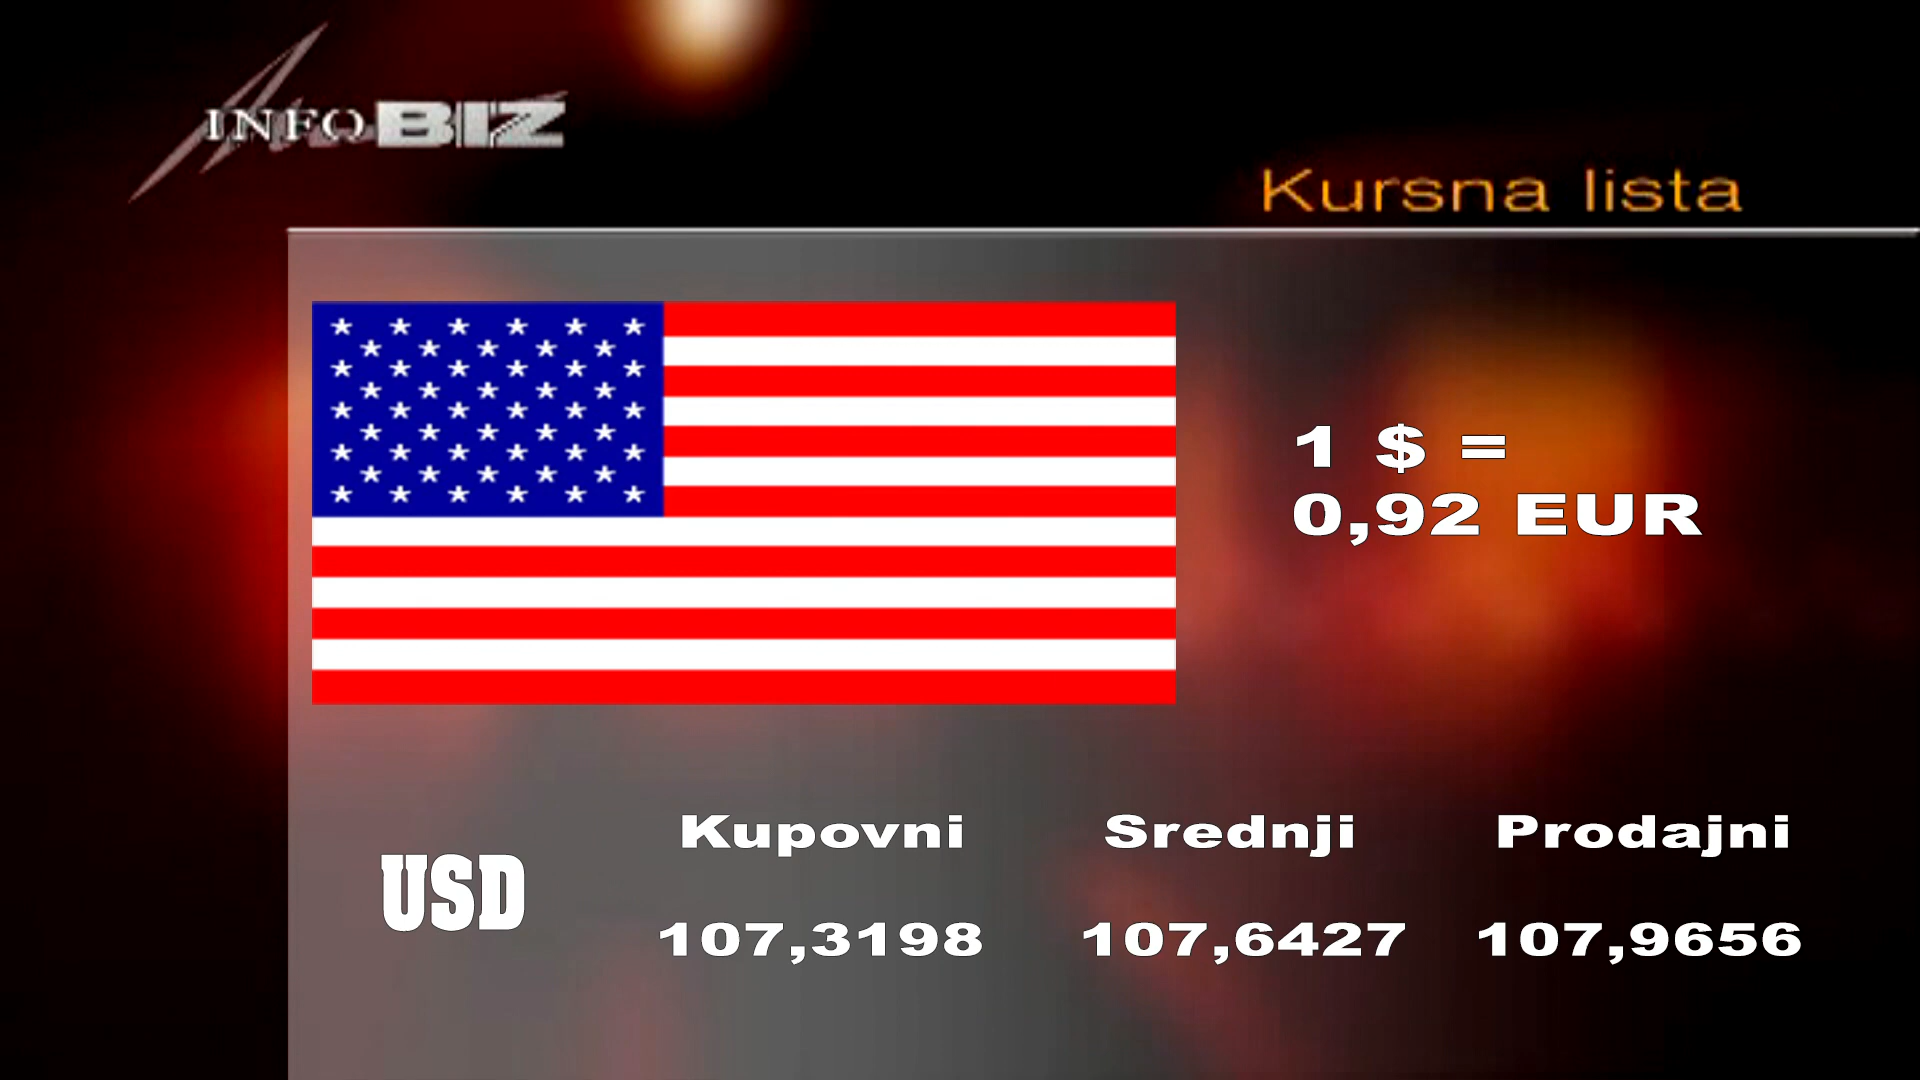 INFO BIZ
Kursna lista
1 $ =
0,92 EUR
Kupovni Srednji Prodajni
USD
107,3198 107,6427 107,9656